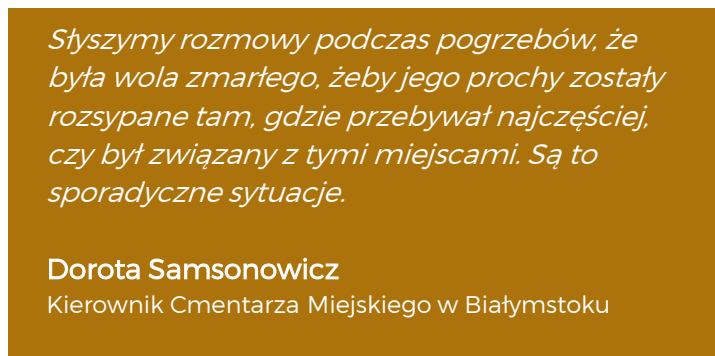 Słyszymy rozmowy podczas pogrzebów, że
była wola zmarłego, żeby jego prochy zostały
rozsypane tam, gdzie przebywał najczęściej,
czy był związany z tymi miejscami. Są to
sporadyczne sytuacje.
Dorota Samsonowicz
Kierownik Cmentarza Miejskiego w Białymstoku